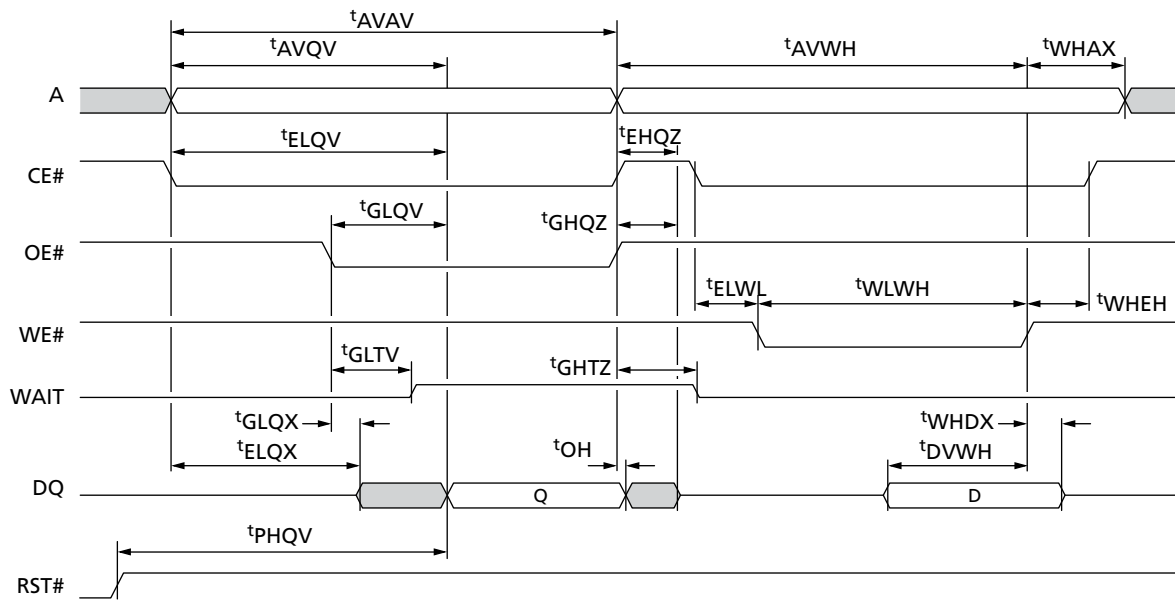 tAVAV
tAVQV
tAVWH
tWHAX
A
tELQV
tEHQZ
CE#
tGLQV
tGHQZ
OE#
tELWL
tWLWH
tWHEH
WE#
tGLTV
tGHTZ
WAIT
tGLQX
tWHDX
tELQX
tOH
tDVWH
DQ
Q
D
tPHQV
RST#